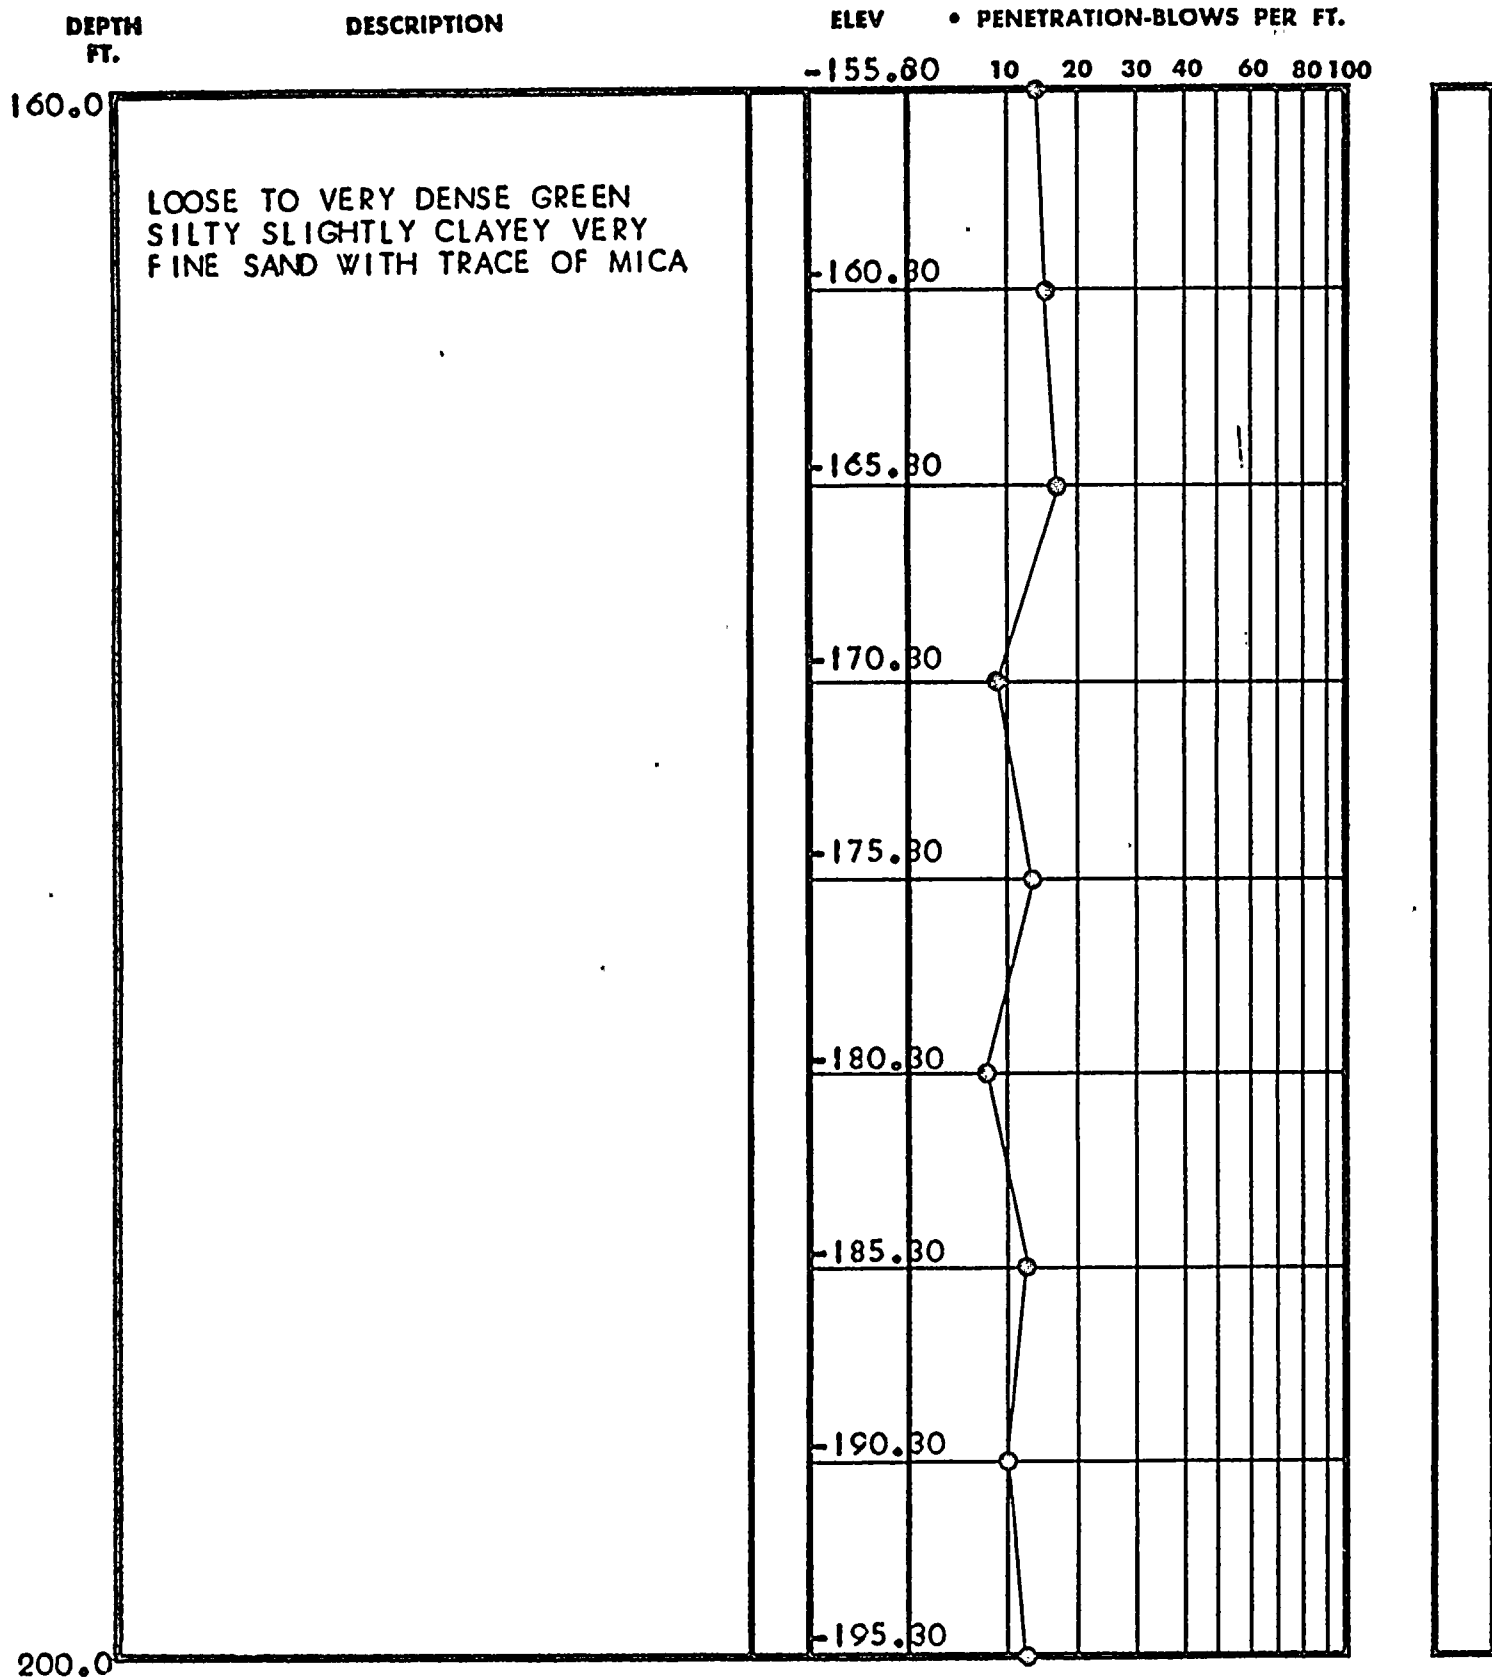 DEPTH FT. DESCRIPTION ELEV • PENETRATION-BLOWS PER FT.
-155.80 10 20 30 40 60 80 100
160.0
LOOSE TO VERY DENSE GREEN
SILTY SLIGHTLY CLAYEY VERY
FINE SAND WITH TRACE OF MICA
-160.80
-165.80
-170.80
-175.80
-180.80
-185.80
-190.80
-195.80
200.0